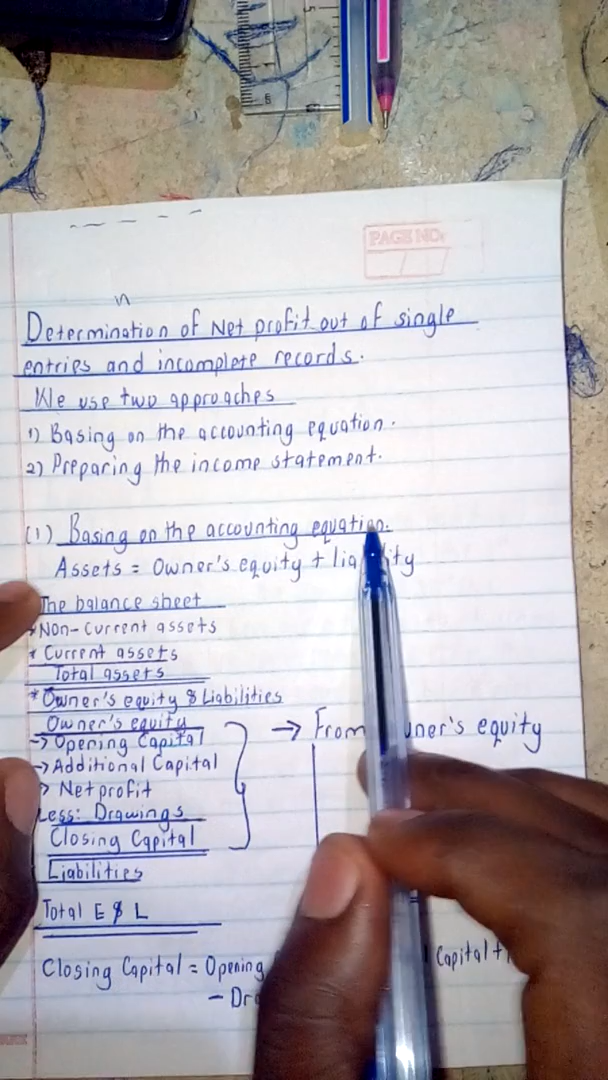 PAGE NO:
Determination of Net profit out of single
entries and incomplete records.
We use two approaches
1) Basing on the accounting equation.
2) Preparing the income statement.
(1) Basing on the accounting equation.
Assets = Owner's equity + liability
The balance sheet
* Non-current assets
* Current assets
Total assets
* Owner's equity & Liabilities
Owner's equity
→ Opening Capital
→ Additional Capital
> Net profit
Less: Drawings
Closing Capital
→ From owner's equity
Liabilities
Total E & L
Closing Capital = Opening Capital +
-